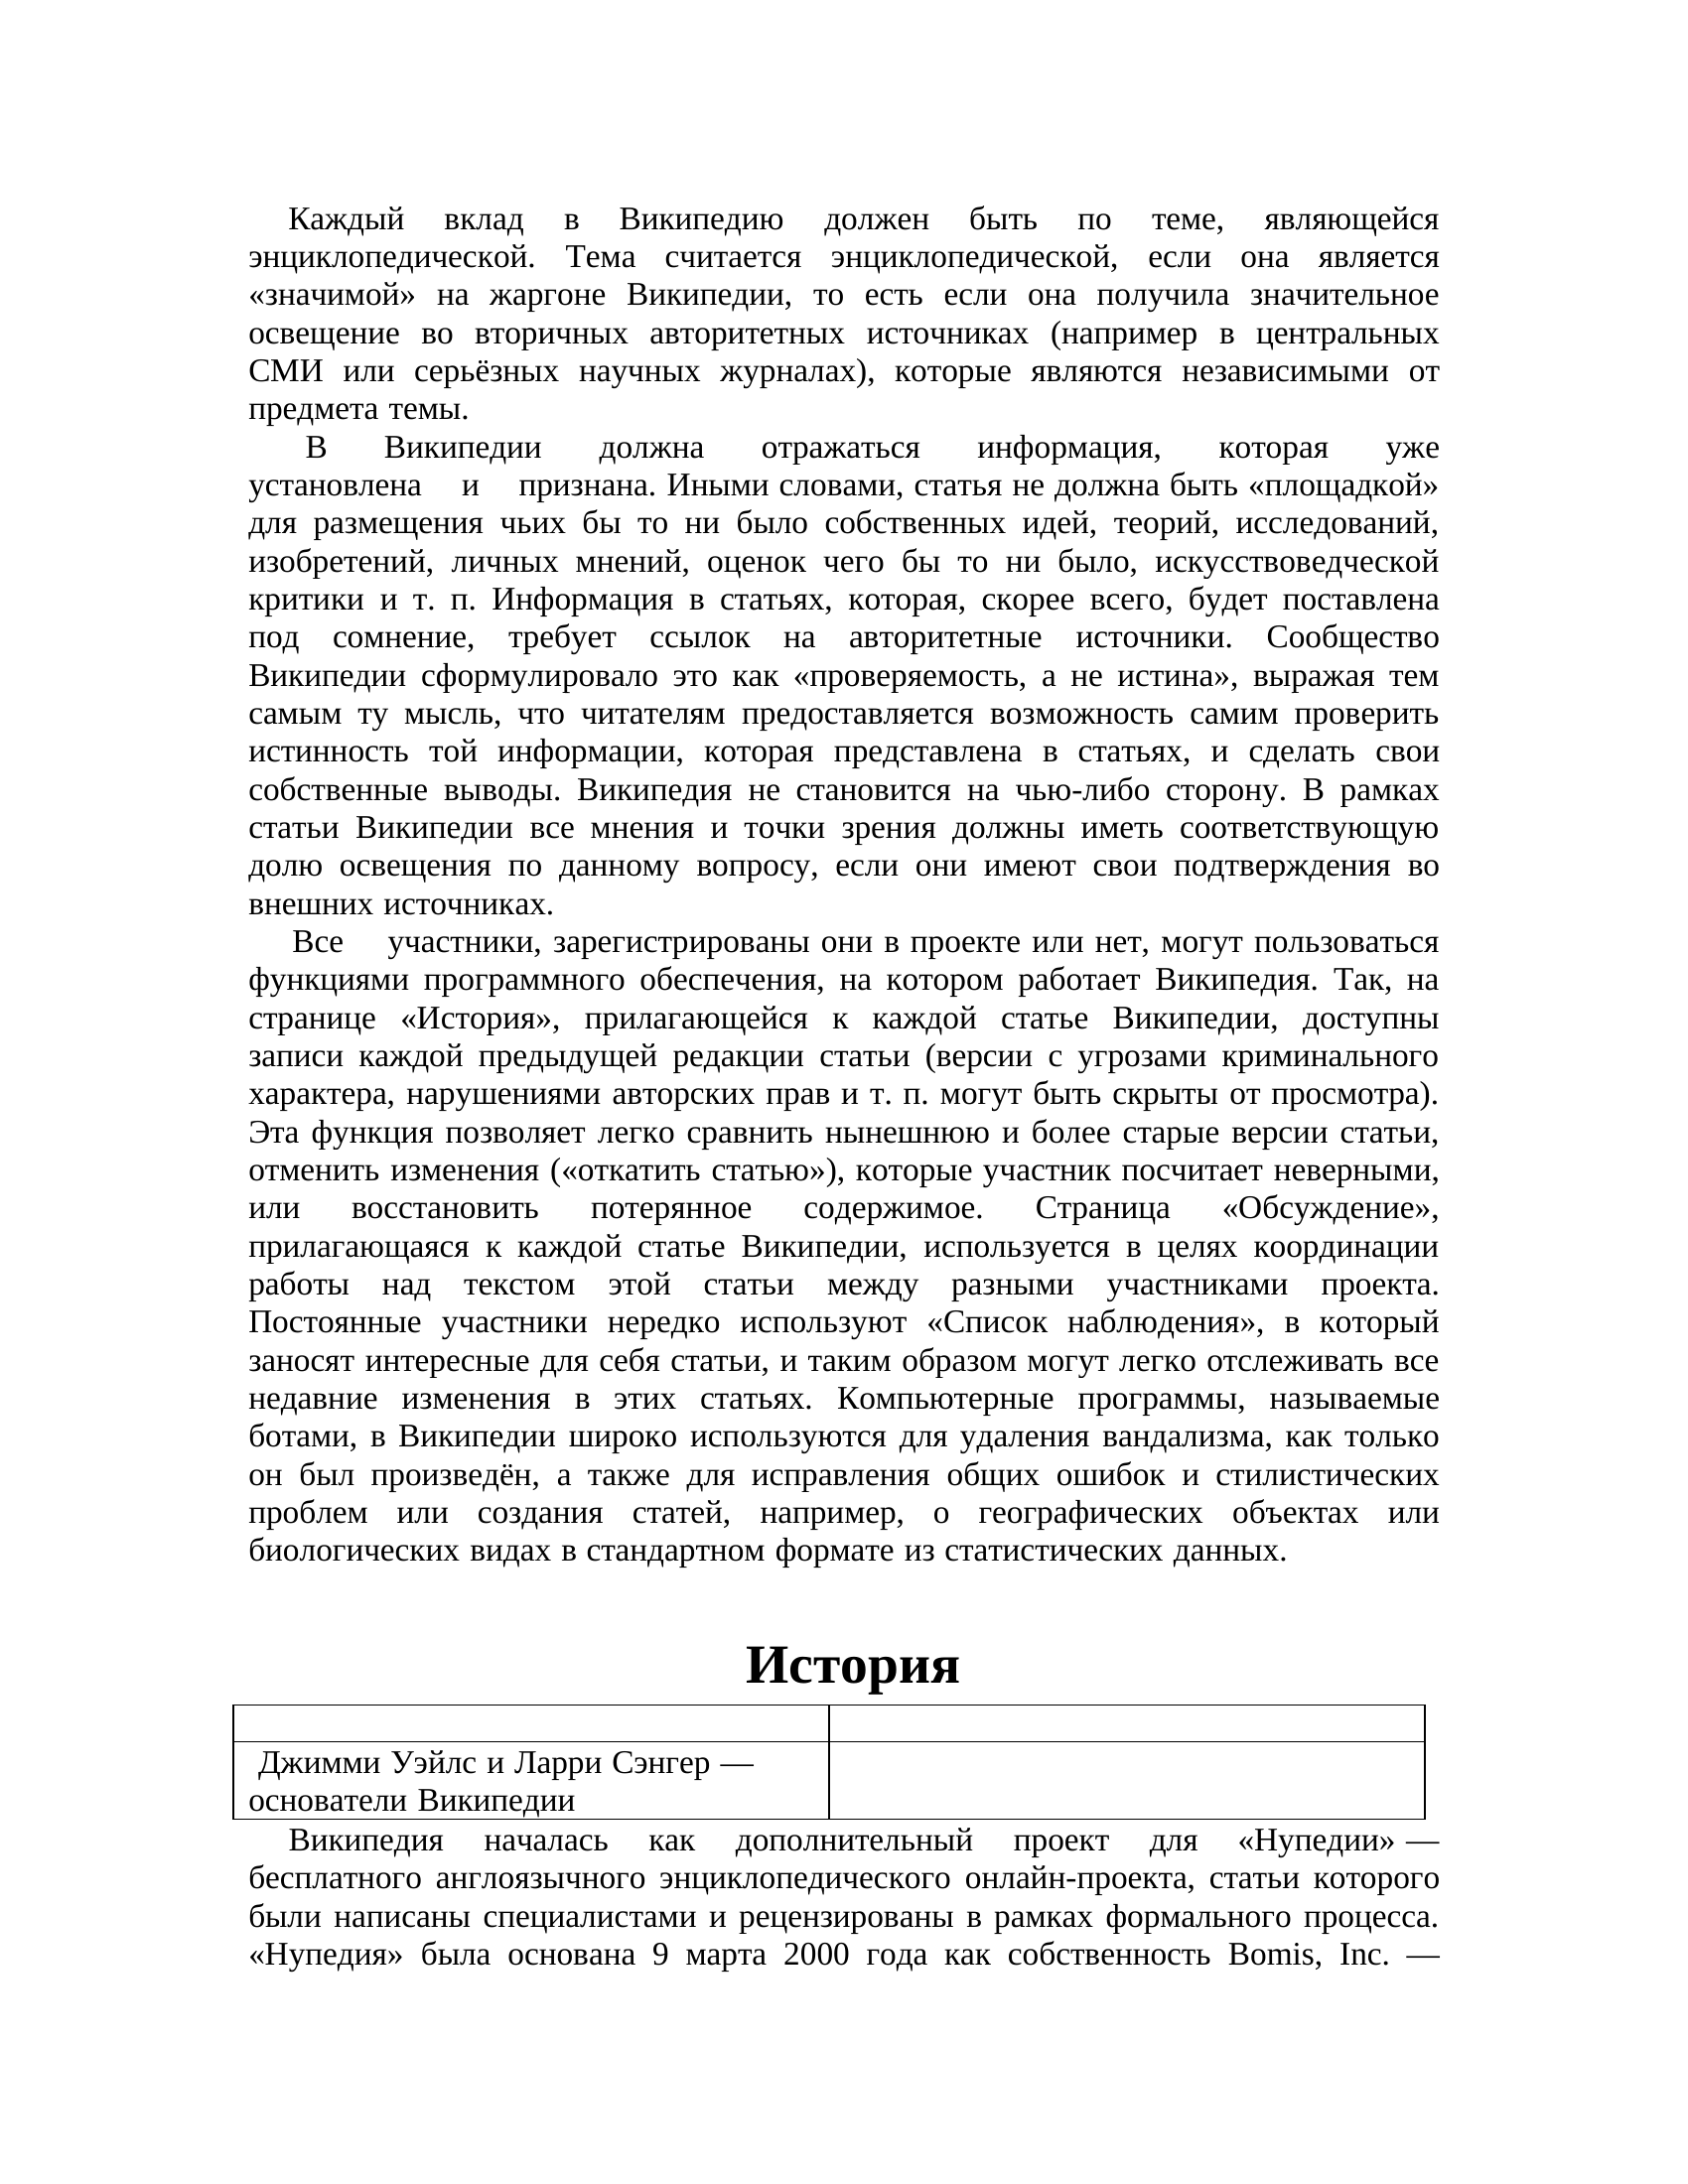 Каждый вклад в Википедию должен быть по теме, являющейся
энциклопедической. Тема считается энциклопедической, если она является
«значимой» на жаргоне Википедии, то есть если она получила значительное
освещение во вторичных авторитетных источниках (например в центральных
СМИ или серьёзных научных журналах), которые являются независимыми от
предмета темы.
В Википедии должна отражаться информация, которая уже
установлена и признана. Иными словами, статья не должна быть «площадкой»
для размещения чьих бы то ни было собственных идей, теорий, исследований,
изобретений, личных мнений, оценок чего бы то ни было, искусствоведческой
критики и т. п. Информация в статьях, которая, скорее всего, будет поставлена
под сомнение, требует ссылок на авторитетные источники. Сообщество
Википедии сформулировало это как «проверяемость, а не истина», выражая тем
самым ту мысль, что читателям предоставляется возможность самим проверить
истинность той информации, которая представлена в статьях, и сделать свои
собственные выводы. Википедия не становится на чью-либо сторону. В рамках
статьи Википедии все мнения и точки зрения должны иметь соответствующую
долю освещения по данному вопросу, если они имеют свои подтверждения во
внешних источниках.
Все участники, зарегистрированы они в проекте или нет, могут пользоваться
функциями программного обеспечения, на котором работает Википедия. Так, на
странице «История», прилагающейся к каждой статье Википедии, доступны
записи каждой предыдущей редакции статьи (версии с угрозами криминального
характера, нарушениями авторских прав и т. п. могут быть скрыты от просмотра).
Эта функция позволяет легко сравнить нынешнюю и более старые версии статьи,
отменить изменения («откатить статью»), которые участник посчитает неверными,
или восстановить потерянное содержимое. Страница «Обсуждение»,
прилагающаяся к каждой статье Википедии, используется в целях координации
работы над текстом этой статьи между разными участниками проекта.
Постоянные участники нередко используют «Список наблюдения», в который
заносят интересные для себя статьи, и таким образом могут легко отслеживать все
недавние изменения в этих статьях. Компьютерные программы, называемые
ботами, в Википедии широко используются для удаления вандализма, как только
он был произведён, а также для исправления общих ошибок и стилистических
проблем или создания статей, например, о географических объектах или
биологических видах в стандартном формате из статистических данных.
История
Джимми Уэйлс и Ларри Сэнгер —
основатели Википедии
Википедия началась как дополнительный проект для «Нупедии» —
бесплатного англоязычного энциклопедического онлайн-проекта, статьи которого
были написаны специалистами и рецензированы в рамках формального процесса.
«Нупедия» была основана 9 марта 2000 года как собственность Bomis, Inc. —